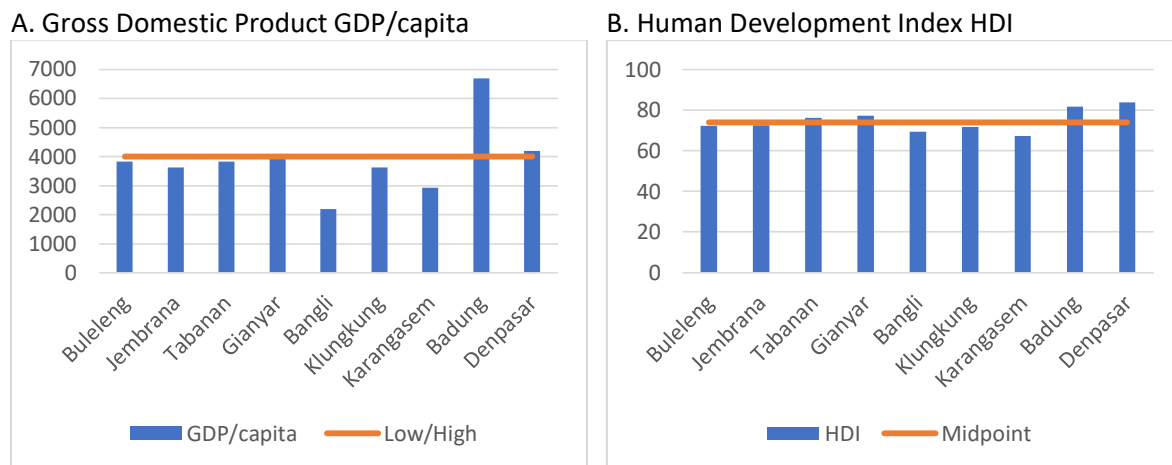 A. Gross Domestic Product GDP/capita
7000
6000
5000
4000
3000
2000
1000
0
Buleleng
Jembrana
Tabanan
Gianyar
Bangli
Klungkung
Karangasem
Badung
Denpasar
GDP/capita
Low/High
B. Human Development Index HDI
100
80
60
40
20
0
Buleleng
Jembrana
Tabanan
Gianyar
Bangli
Klungkung
Karangasem
Badung
Denpasar
HDI
Midpoint